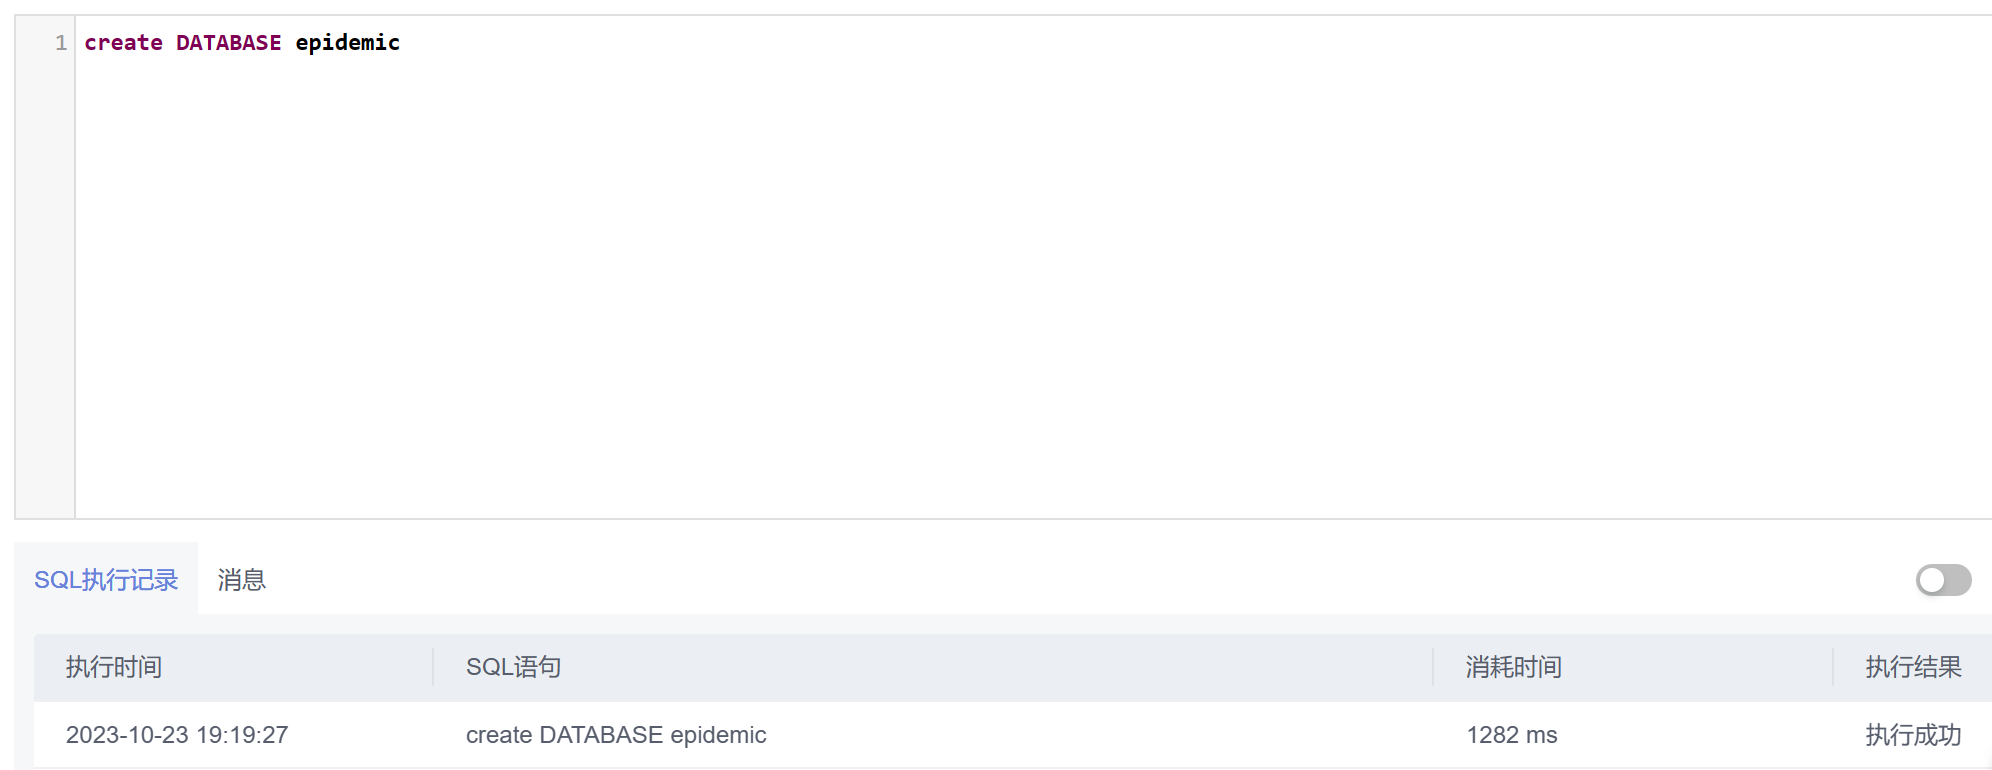 1 create DATABASE epidemic
SQL执行记录 消息
执行时间 SQL语句 消耗时间 执行结果
2023-10-23 19:19:27 create DATABASE epidemic 1282 ms 执行成功